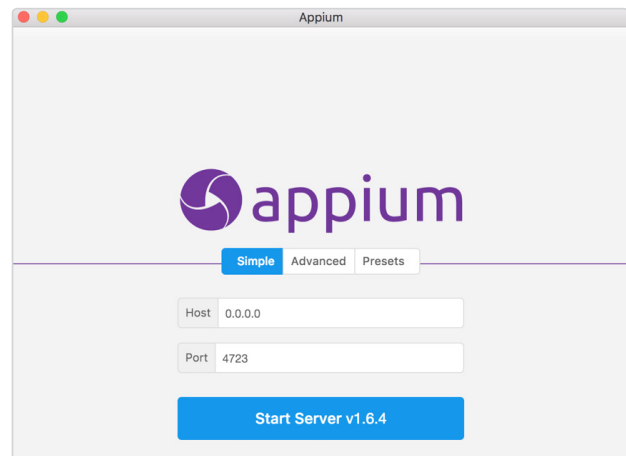 Appium
appium
Simple Advanced Presets
Host 0.0.0.0
Port 4723
Start Server v1.6.4